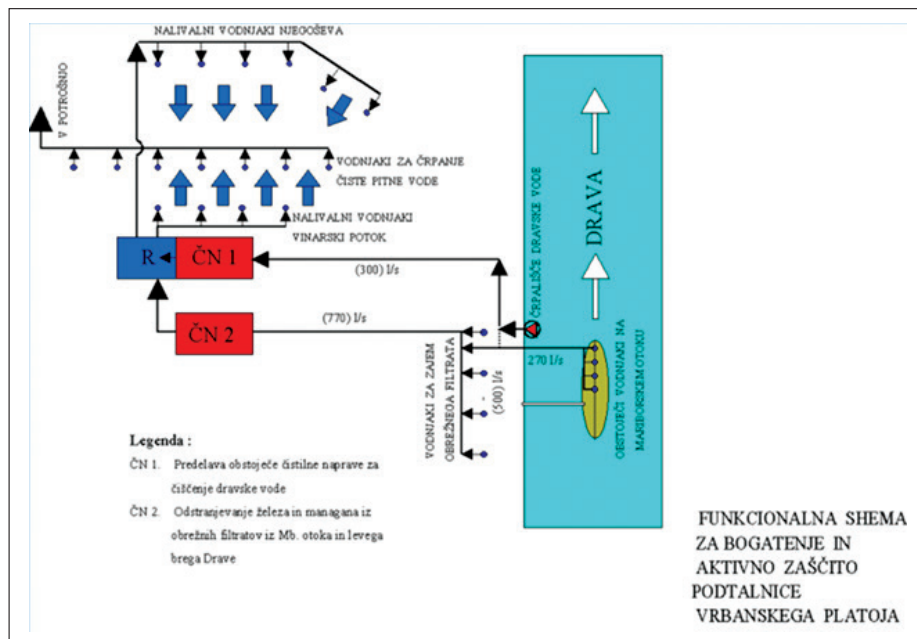 NALIVALNI VODNJAKI NJEGOŠEVA
V POTROŠNJO
VODNJAKI ZA ČRPANJE
ČISTE PITNE VODE
NALIVALNI VODNJAKI
VINARSKI POTOK
R
ČN 1
(300) l/s
ČN 2
(770) l/s
VODNJAKI ZA ZAJEM
OBREŽNEGA FILTRATA
(500) l/s
270 l/s
ČRPALIŠČE DRAVSKE VODE
DRAVA
OBSTOJEČI VODNJAKI NA
MARIBORSKEM OTOKU
Legenda :
ČN 1. Predelava obstoječe čistilne naprave za
čiščenje dravske vode
ČN 2. Odstranjevanje železa in managana iz
obrežnih filtratov iz Mb. otoka in levega
brega Drave
FUNKCIONALNA SHEMA
ZA BOGATENJE IN
AKTIVNO ZAŠČITO
PODTALNICE
VRBANSKEGA PLATOJA